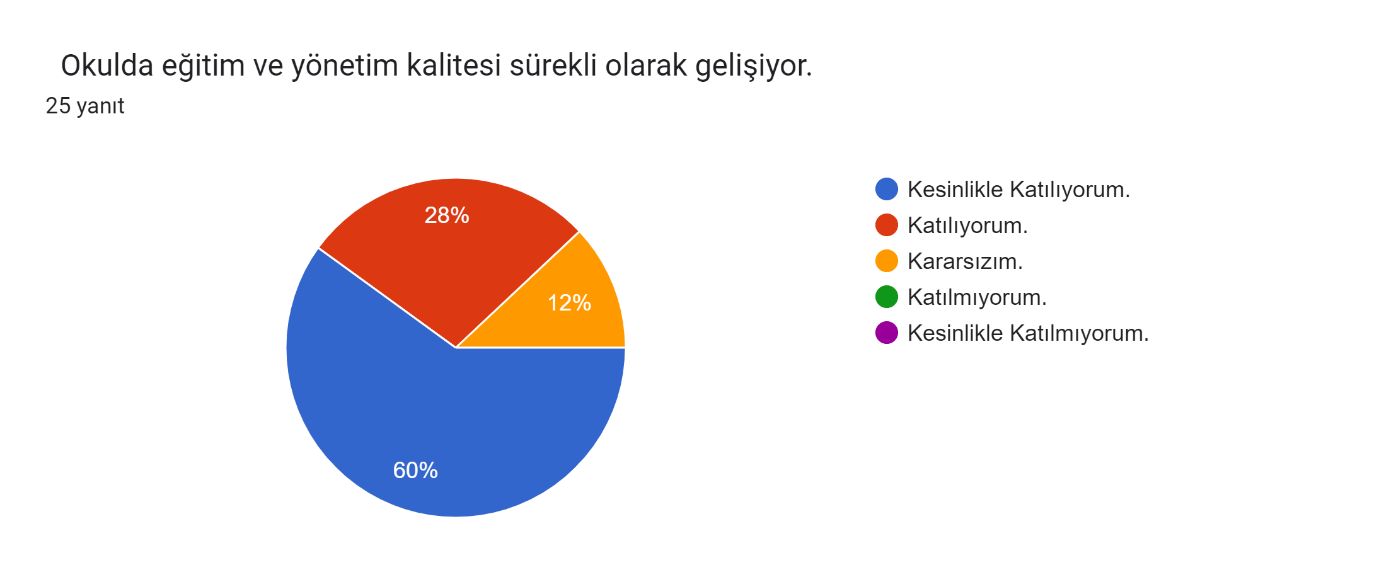 Okulda eğitim ve yönetim kalitesi sürekli olarak gelişiyor.
25 yanıt
28%
12%
60%
Kesinlikle Katılıyorum.
Katılıyorum.
Kararsızım.
Katılmıyorum.
Kesinlikle Katılmıyorum.